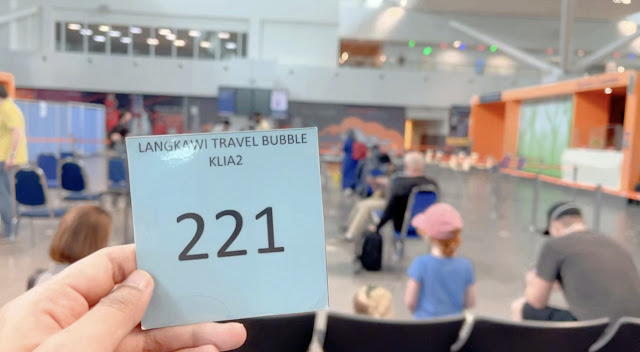 LANGKAWI TRAVEL BUBBLE
KLIA2
221